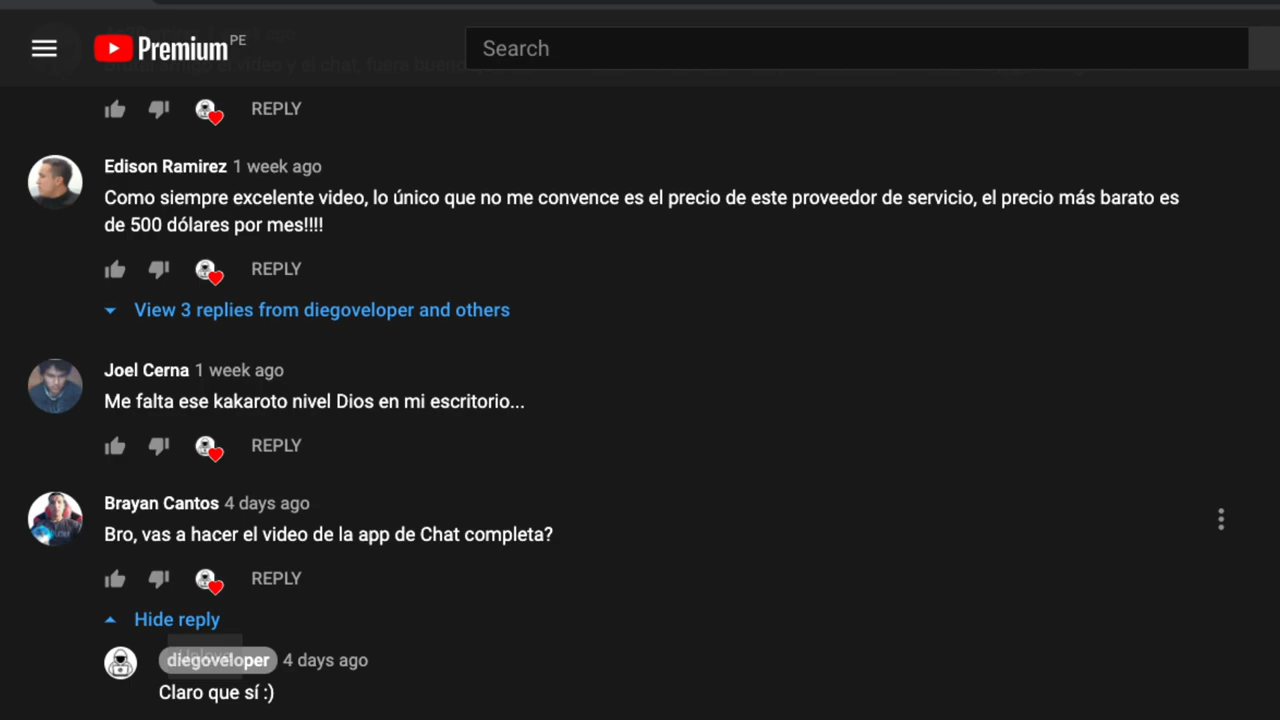 Premium PE
Search
REPLY
Edison Ramirez 1 week ago
Como siempre excelente video, lo único que no me convence es el precio de este proveedor de servicio, el precio más barato es
de 500 dólares por mes!!!!
REPLY
View 3 replies from diegoveloper and others
Joel Cerna 1 week ago
Me falta ese kakaroto nivel Dios en mi escritorio...
REPLY
Brayan Cantos 4 days ago
Bro, vas a hacer el video de la app de Chat completa?
REPLY
Hide reply
diegoveloper 4 days ago
Claro que sí :)